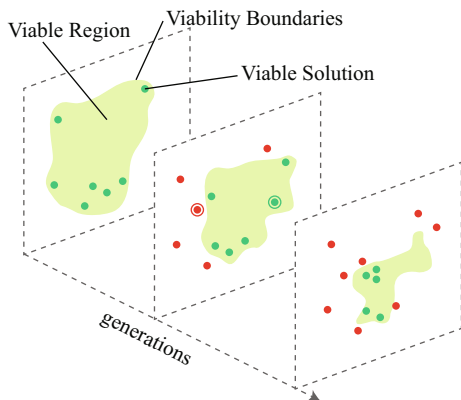 Viability Boundaries
Viable Region
Viable Solution
generations